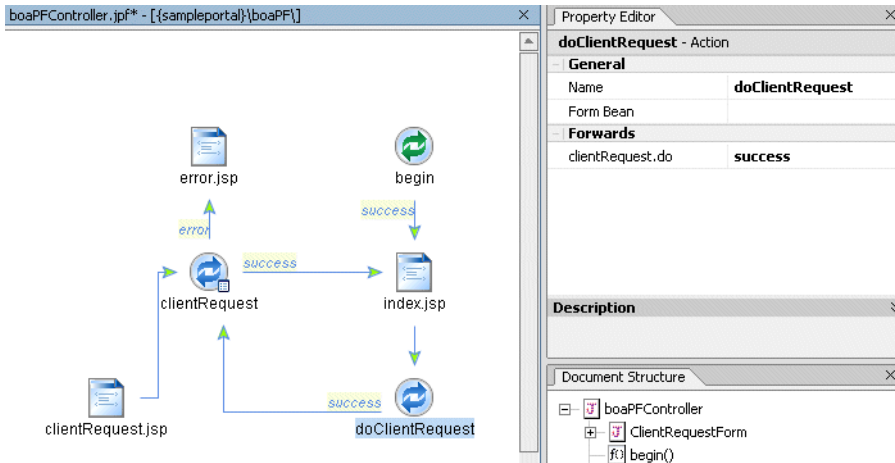 boaPFController.jpf* - [{sampleportal}\boaPF\]
error.jsp
begin
error
success
clientRequest
success
index.jsp
clientRequest.jsp
success
doClientRequest
Property Editor
doClientRequest - Action
General
Name doClientRequest
Form Bean
Forwards
clientRequest.do success
Description
Document Structure
boaPFController
ClientRequestForm
begin()